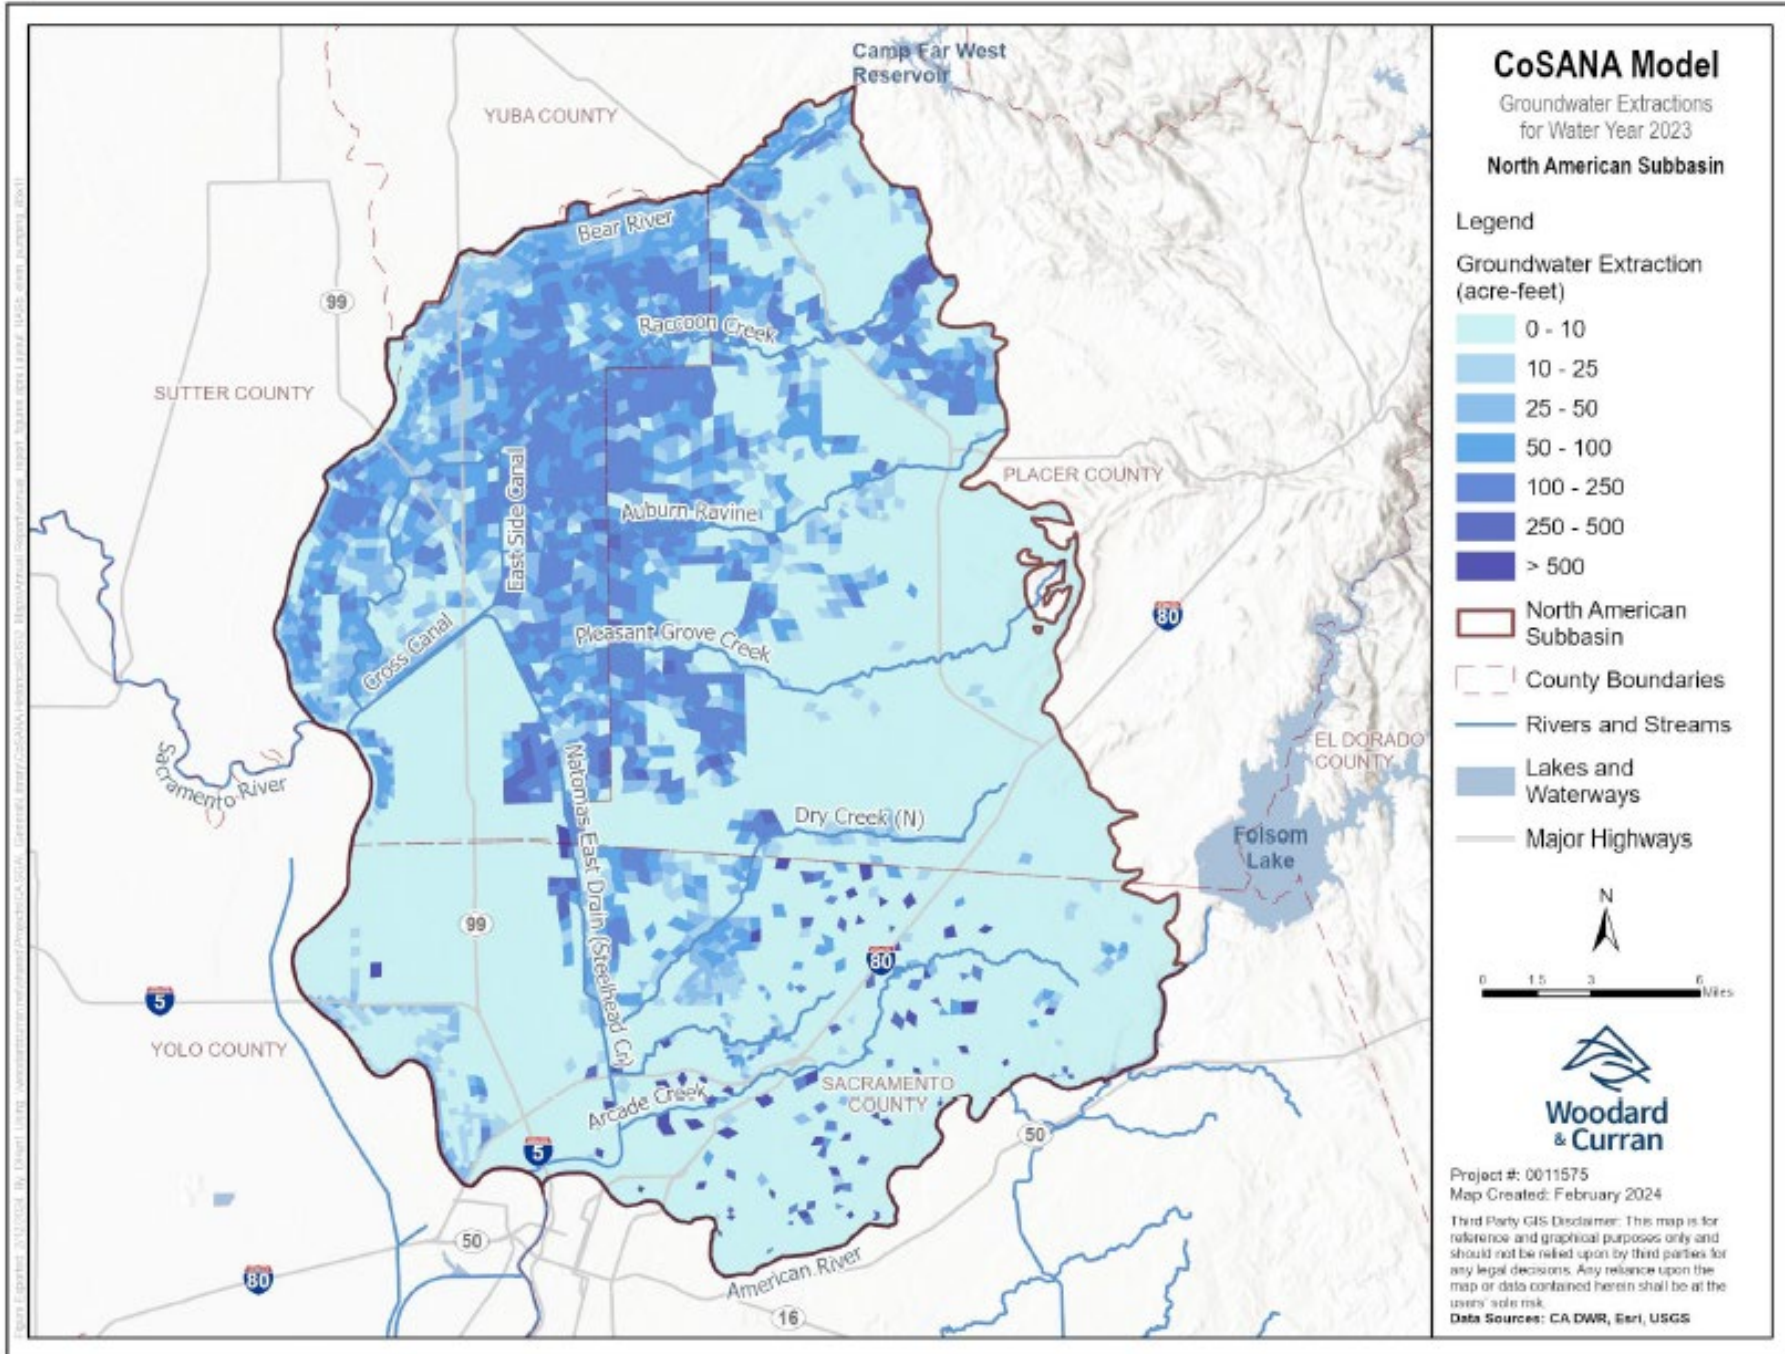 Camp Far West
Reservoir
YUBA COUNTY
Bear River
99
Raccoon Creek
SUTTER COUNTY
East Side Canal
PLACER COUNTY
Auburn Ravine
80
Pleasant Grove Creek
Cross Canal
Sacramento River
EL DORADO
COUNTY
Natomas East Drain (Steelhead Cr)
Dry Creek (N)
Folsom
Lake
99
80
5
YOLO COUNTY
SACRAMENTO
COUNTY
Arcade Creek
5
50
50
80
American River
16
CoSANA Model
Groundwater Extractions
for Water Year 2023
North American Subbasin
Legend
Groundwater Extraction
(acre-feet)
0 - 10
10 - 25
25 - 50
50 - 100
100 - 250
250 - 500
> 500
North American
Subbasin
County Boundaries
Rivers and Streams
Lakes and
Waterways
Major Highways
N
0 1.5 3 6
Miles
Woodard
& Curran
Project #: 0011575
Map Created: February 2024
Third Party GIS Disclaimer: This map is for
reference and graphical purposes only and
should not be relied upon by third parties for
any legal decisions. Any reliance upon the
map or data contained herein shall be at the
users' sole risk.
Data Sources: CA DWR, Esri, USGS